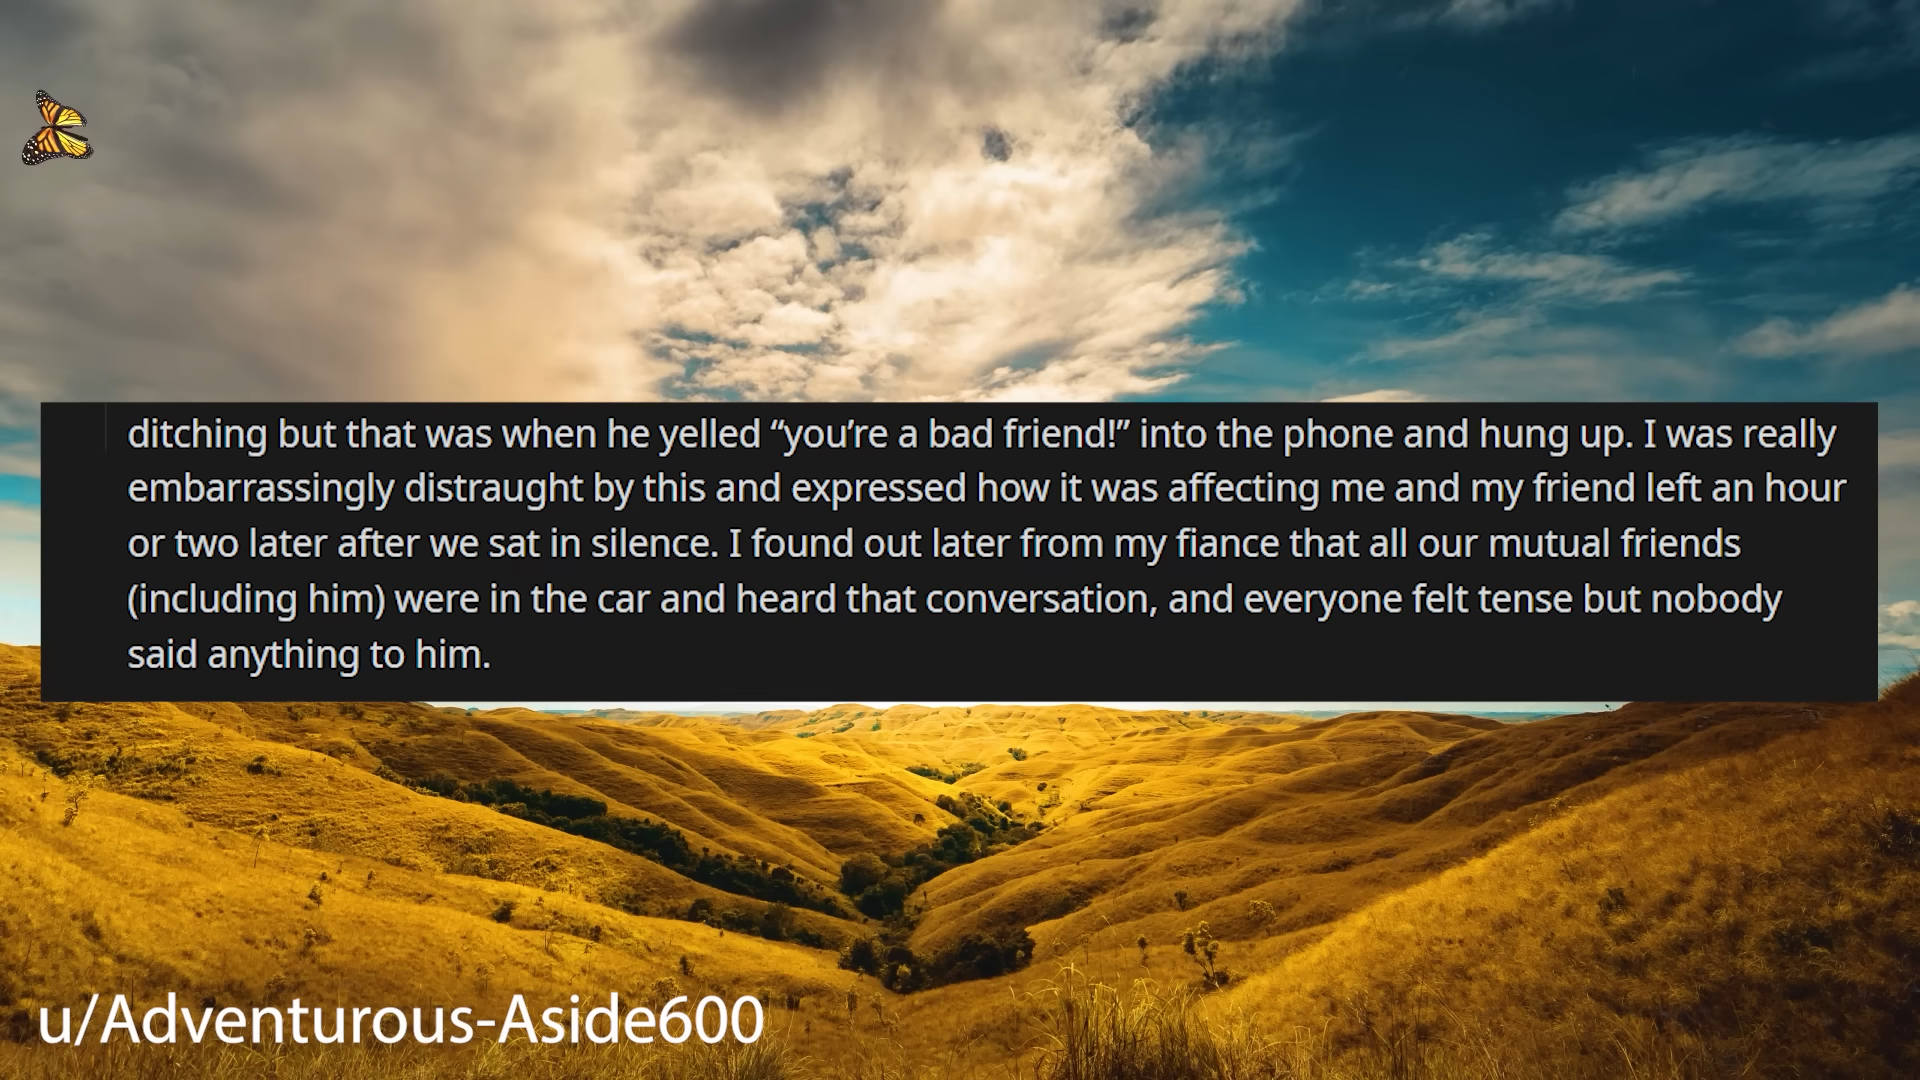 ditching but that was when he yelled “you’re a bad friend!” into the phone and hung up. I was really
embarrassingly distraught by this and expressed how it was affecting me and my friend left an hour
or two later after we sat in silence. I found out later from my fiance that all our mutual friends
(including him) were in the car and heard that conversation, and everyone felt tense but nobody
said anything to him.
u/Adventurous-Aside600